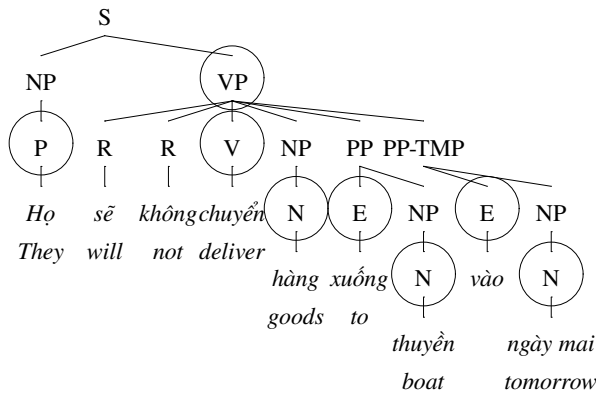 S
NP VP
P R R V NP PP PP-TMP
Họ sẽ không chuyển N E NP E NP
They will not deliver
hàng xuống N vào N
goods to
thuyền ngày mai
boat tomorrow